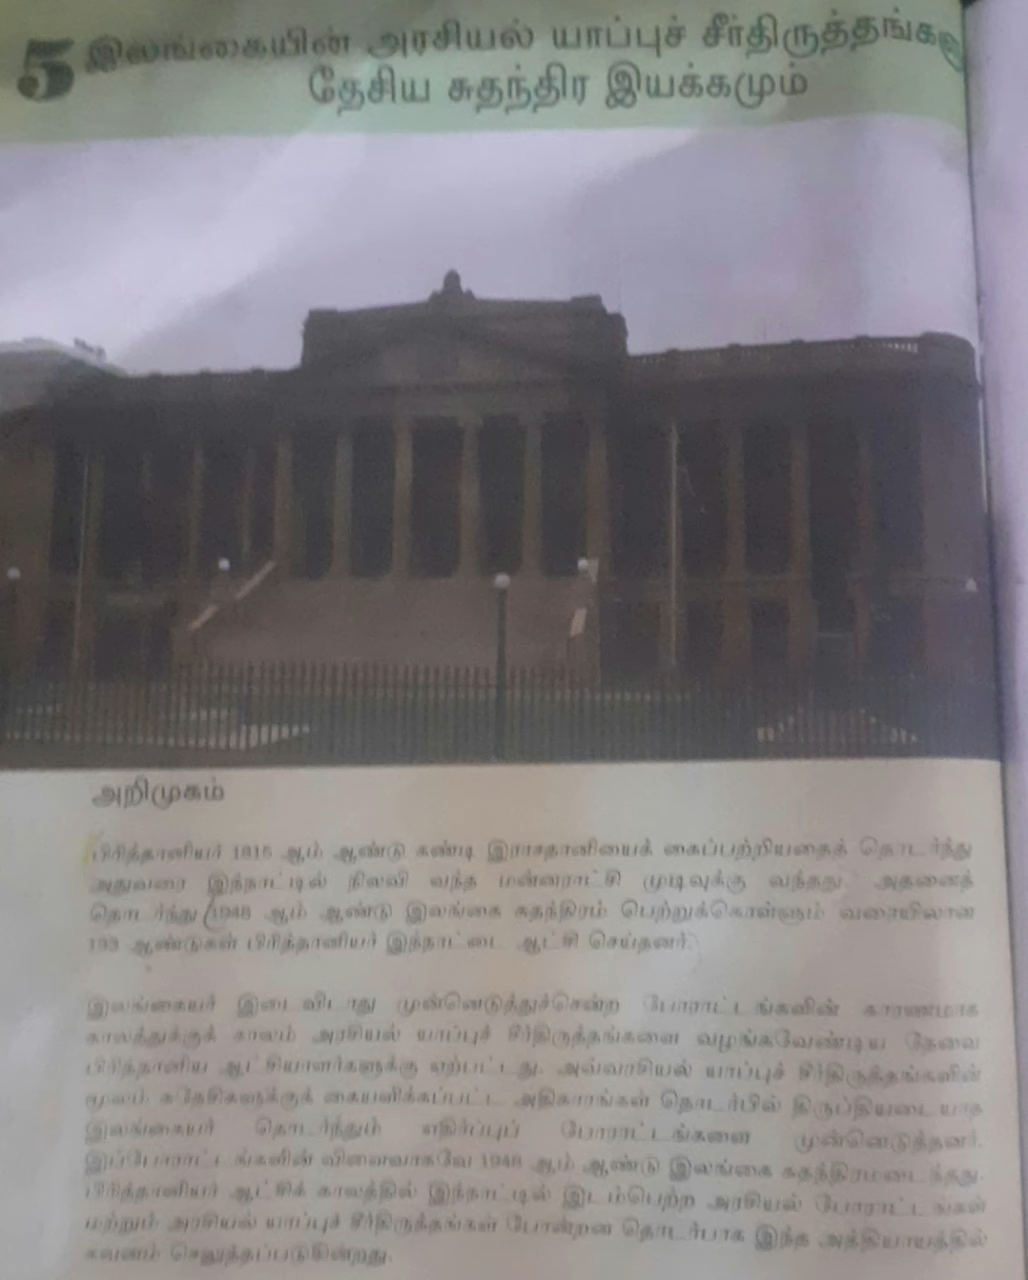 5 இலங்கையின் அரசியல் யாப்புச் சீர்திருத்தங்களு
தேசிய சுதந்திர இயக்கமும்
அறிமுகம்
பிரித்தானியர் 1815 ஆம் ஆண்டு கண்டி இராசதானியைக் கைப்பற்றியதைத் தொடர்ந்து
அதுவரை இந்நாட்டில் நிலவி வந்த மன்னராட்சி முடிவுக்கு வந்தது. அதனைத்
தொடர்ந்து 1948 ஆம் ஆண்டு இலங்கை சுதந்திரம் பெற்றுக்கொள்ளும் வரையிலான
133 ஆண்டுகள் பிரித்தானியர் இந்நாட்டை ஆட்சி செய்தனர்.
இலங்கையர் இடைவிடாது முன்னெடுத்துச்சென்ற போராட்டங்களின் காரணமாக
காலத்துக்குக் காலம் அரசியல் யாப்புச் சீர்திருத்தங்களை வழங்கவேண்டிய தேவை
பிரித்தானிய ஆட்சியாளர்களுக்கு ஏற்பட்டது. அவ்வரசியல் யாப்புச் சீர்திருத்தங்களின்
மூலம் சுதேசிகளுக்குக் கையளிக்கப்பட்ட அதிகாரங்கள் தொடர்பில் திருப்தியடையாத
இலங்கையர் தொடர்ந்தும் எதிர்ப்புப் போராட்டங்களை முன்னெடுத்தனர்.
இப்போராட்டங்களின் விளைவாகவே 1948 ஆம் ஆண்டு இலங்கை சுதந்திரமடைந்தது.
பிரித்தானியர் ஆட்சிக் காலத்தில் இந்நாட்டில் இடம்பெற்ற அரசியல் போராட்டங்கள்
மற்றும் அரசியல் யாப்புச் சீர்திருத்தங்கள் போன்றன தொடர்பாக இந்த அத்தியாயத்தில்
கவனம் செலுத்தப்படுகின்றது.